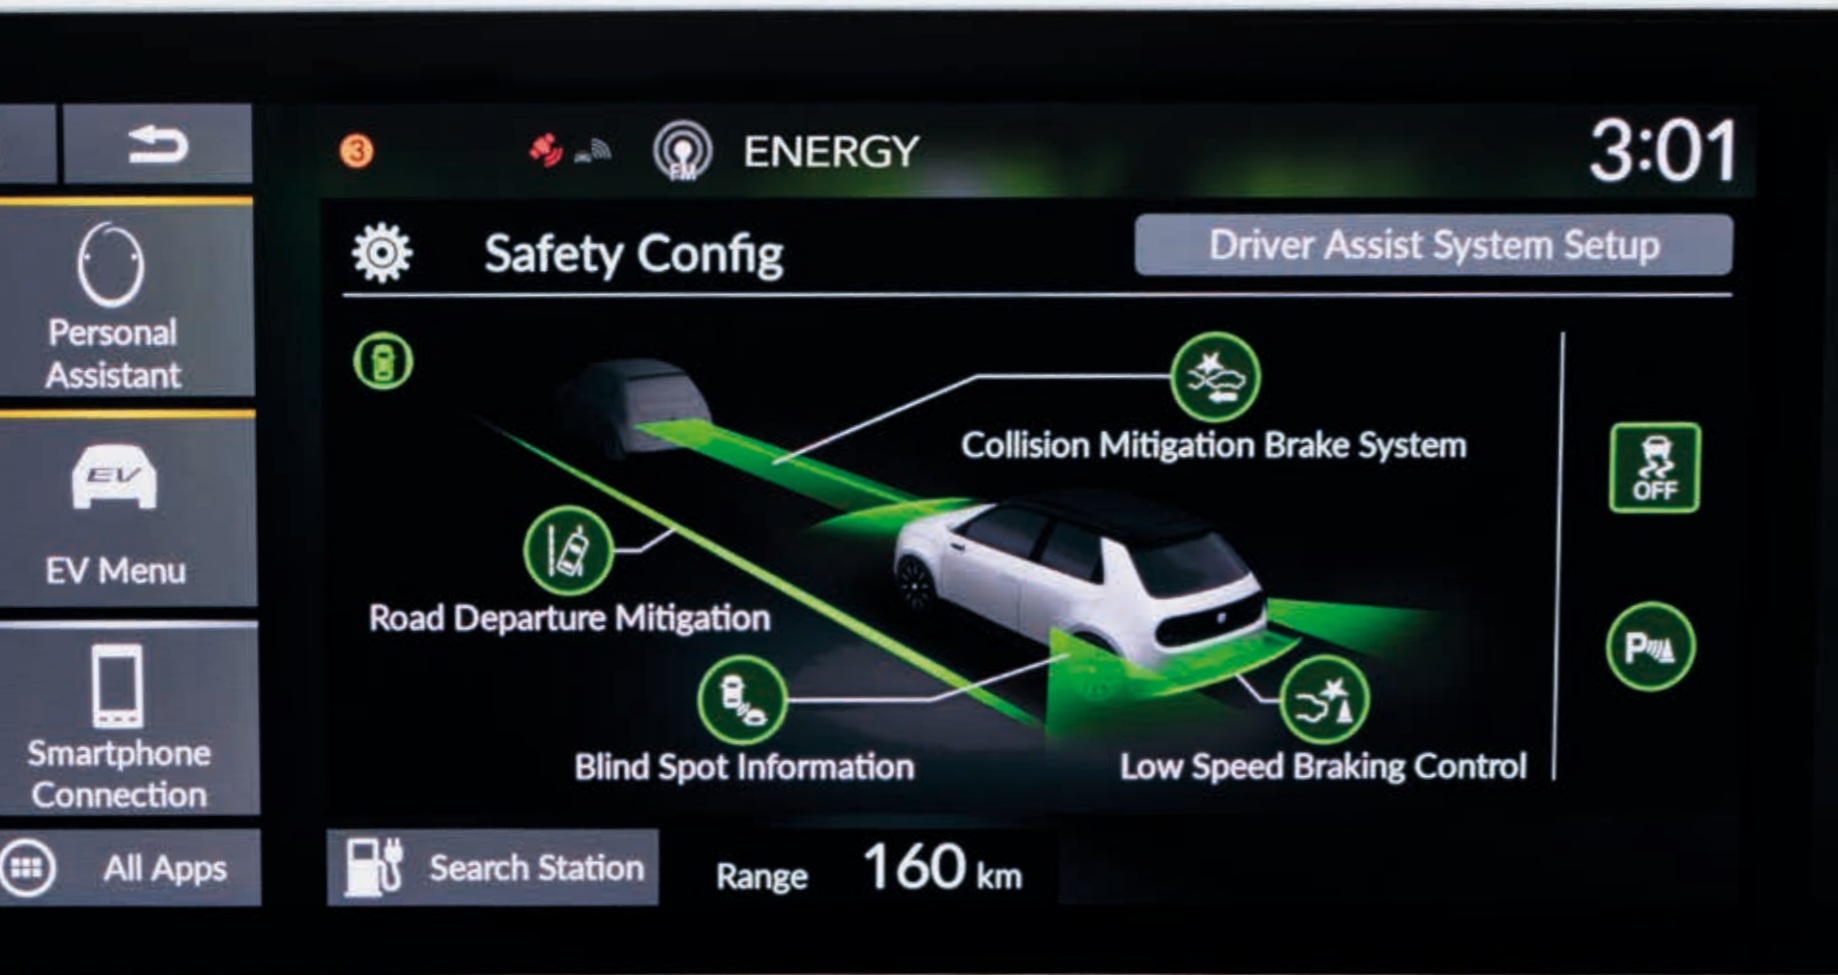 3
FM
ENERGY
3:01
Safety Config
Driver Assist System Setup
Personal
Assistant
EV
EV Menu
Smartphone
Connection
All Apps
Collision Mitigation Brake System
OFF
Road Departure Mitigation
P
Blind Spot Information
Low Speed Braking Control
Search Station
Range 160 km